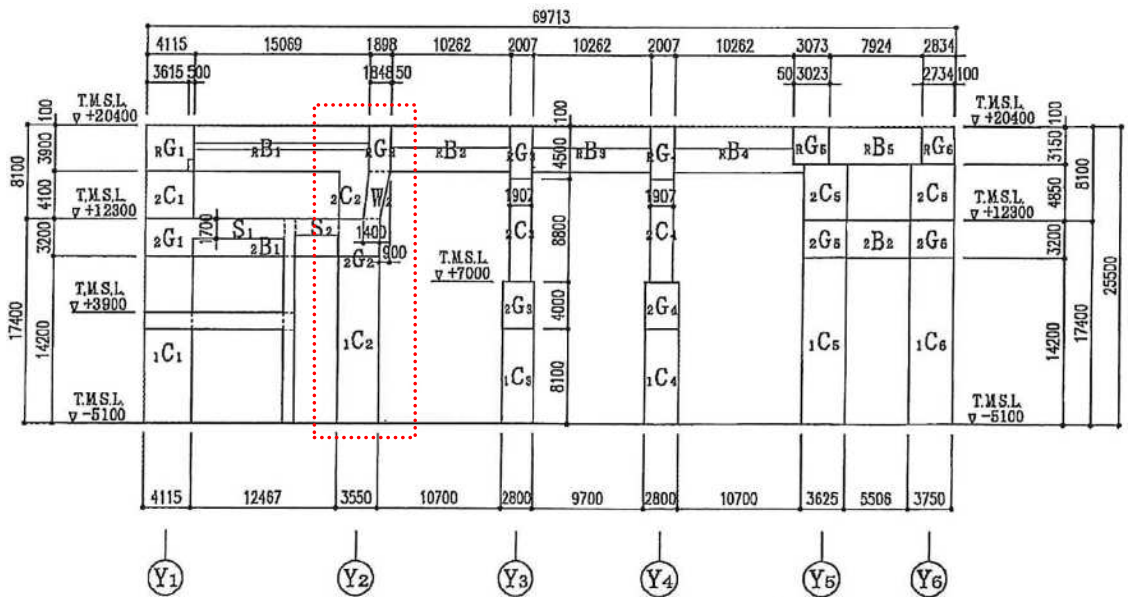 69713
4115 15069 1898 10262 2007 10262 2007 10262 3073 7924 2834
3615 500 1848 50 50 3023 2734 100
T.M.S.L.
▽ +20400
100
100
T.M.S.L.
▽ +20400
100
8100
3900
4500
3150
8100
RG1 RB1 RG2 RB2 RG3 RB3 RG4 RB4 RG5 RB5 RG6
4100
2C1 2C2 W2 1907 1907 2C5 2C6
4850
T.M.S.L.
▽ +12300
T.M.S.L.
▽ +12300
3200
2G1 1700 S1 S2 1400 2C3 8800 2C4 2G5 2B2 2G6
3200
2B1 900
2G2
T.M.S.L.
▽ +7000
25500
T.M.S.L.
▽ +3900
2G3 4000 2G4
17400
14200
14200
17400
1C1 1C2 1C3 8100 1C4 1C5 1C6
T.M.S.L.
▽ -5100
T.M.S.L.
▽ -5100
4115 12467 3550 10700 2800 9700 2800 10700 3625 5506 3750
Y1 Y2 Y3 Y4 Y5 Y6